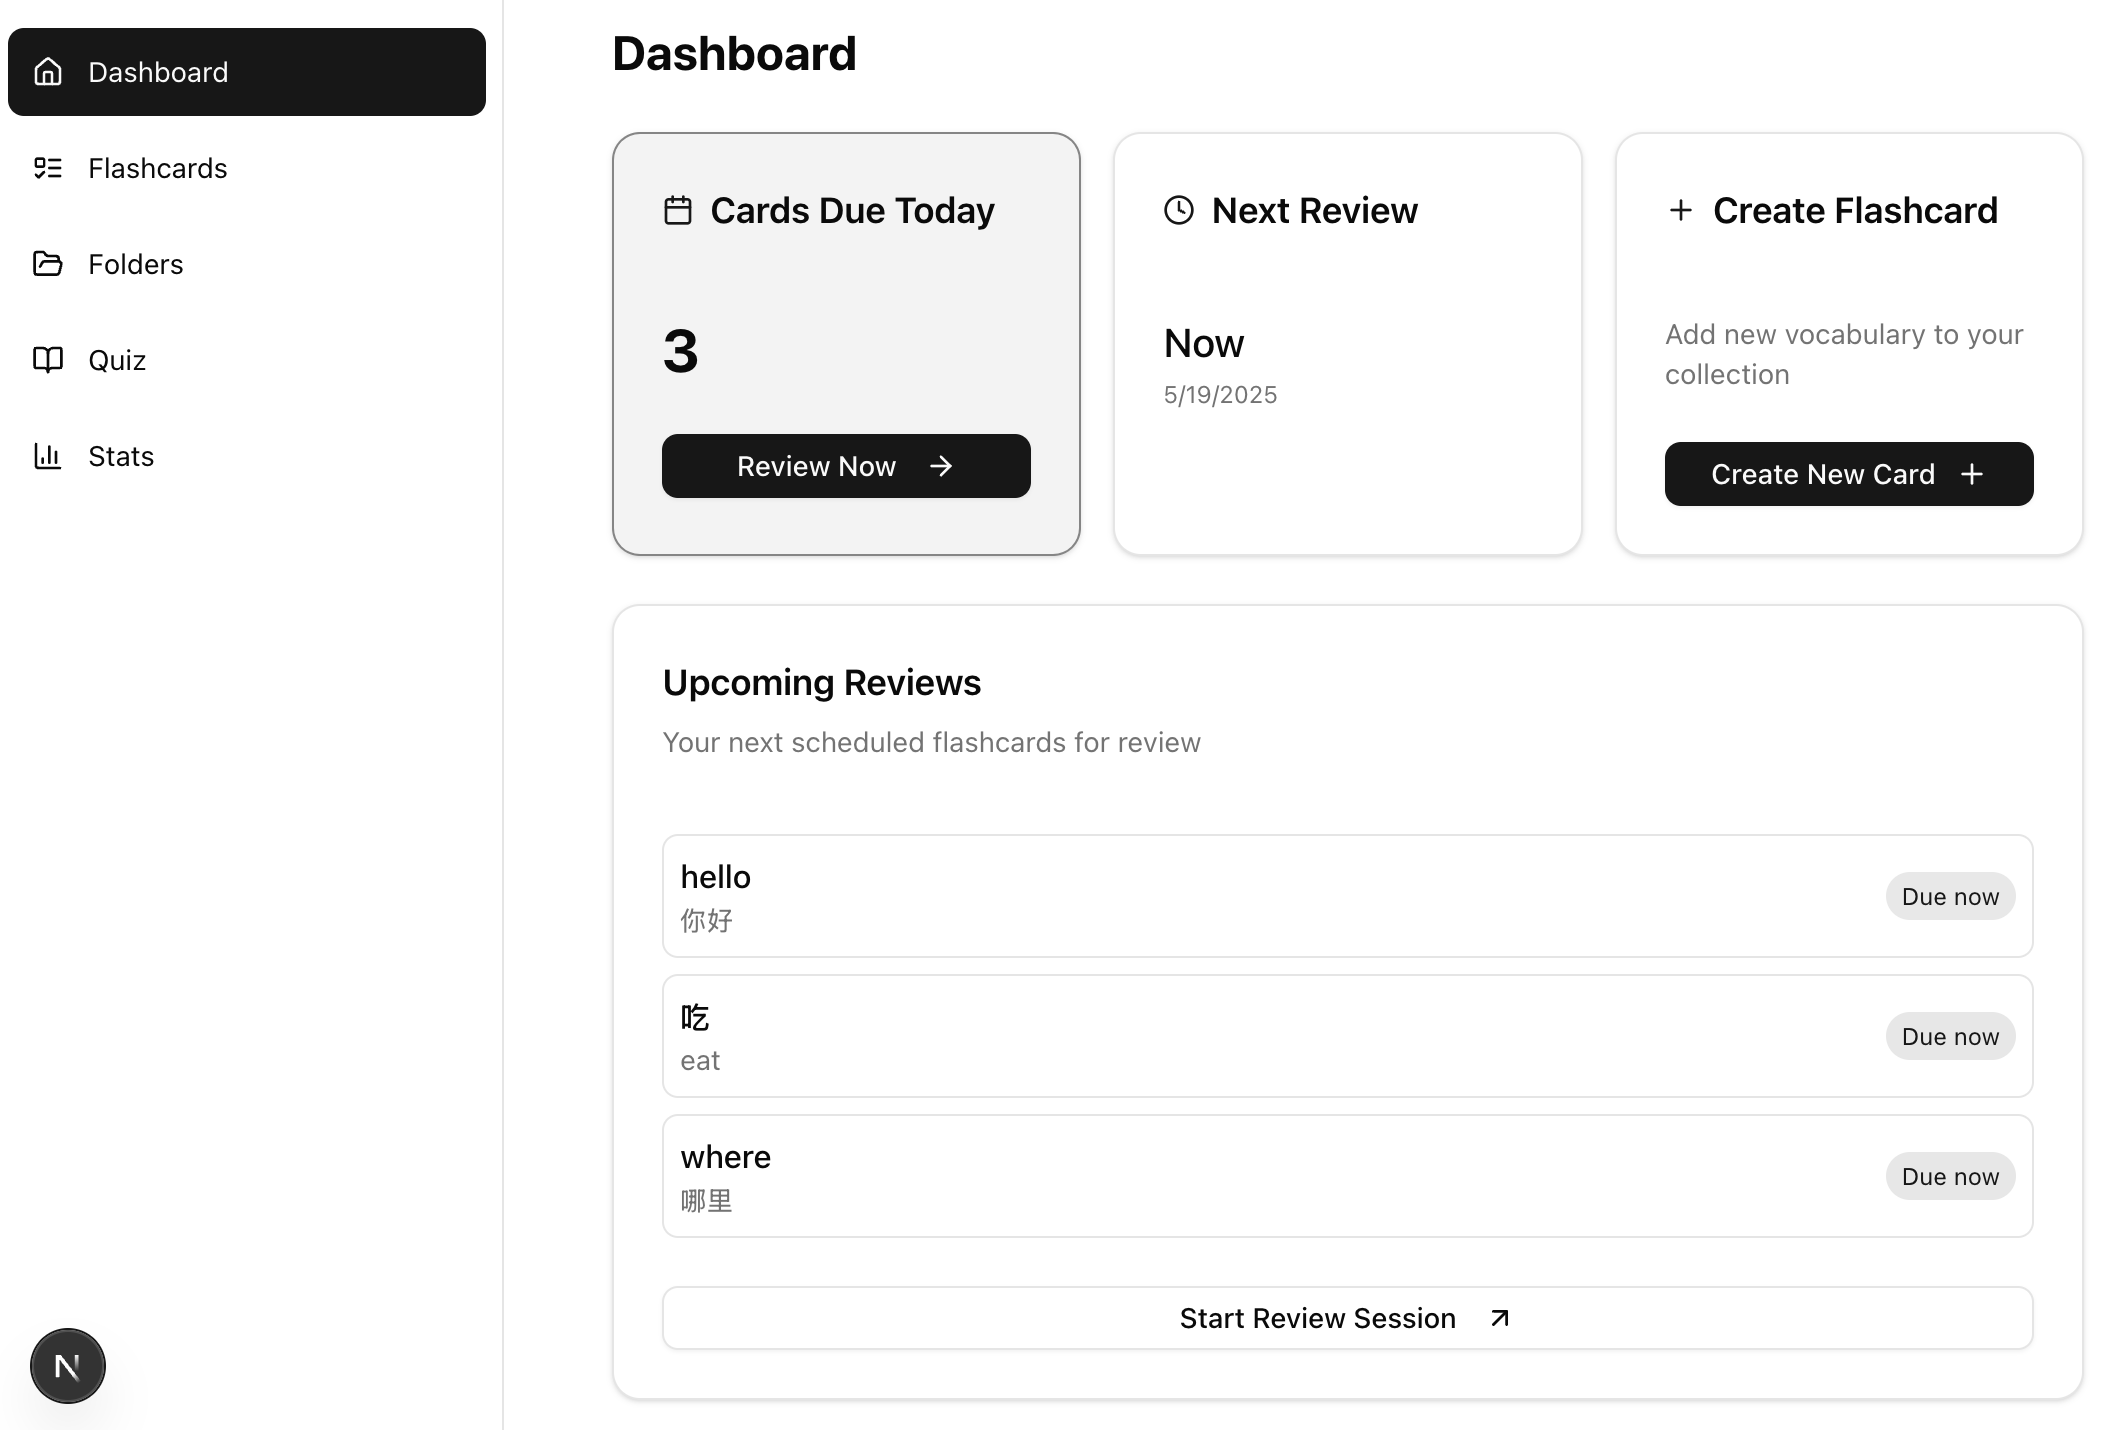 Dashboard
Flashcards
Folders
Quiz
Stats
N
Dashboard
Cards Due Today
3
Review Now
Next Review
Now
5/19/2025
Create Flashcard
Add new vocabulary to your
collection
Create New Card
Upcoming Reviews
Your next scheduled flashcards for review
hello
你好
Due now
吃
eat
Due now
where
哪里
Due now
Start Review Session